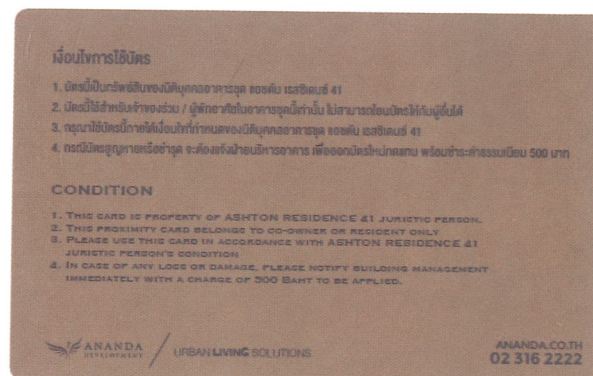 เงื่อนไขการใช้บัตร
1. บัตรนี้เป็นทรัพย์สินของนิติบุคคลอาคารชุด แอชตัน เรสซิเดนซ์ 41
2. บัตรนี้ใช้สำหรับเจ้าของร่วม / ผู้พักอาศัยในอาคารชุดนี้เท่านั้น ไม่สามารถโอนบัตรให้กับผู้อื่นได้
3. กรุณาใช้บัตรนี้ภายใต้เงื่อนไขที่กำหนดของนิติบุคคลอาคารชุด แอชตัน เรสซิเดนซ์ 41
4. กรณีบัตรสูญหายหรือชำรุด จะต้องแจ้งฝ่ายบริหารอาคาร เพื่อออกบัตรใหม่ทดแทน พร้อมชำระค่าธรรมเนียม 500 บาท
CONDITION
1. THIS CARD IS PROPERTY OF ASHTON RESIDENCE 41 JURISTIC PERSON.
2. THIS PROXIMITY CARD BELONGS TO CO-OWNER OR RESIDENT ONLY
3. PLEASE USE THIS CARD IN ACCORDANCE WITH ASHTON RESIDENCE 41
JURISTIC PERSON'S CONDITION
4. IN CASE OF ANY LOSS OR DAMAGE, PLEASE NOTIFY BUILDING MANAGEMENT
IMMEDIATELY WITH A CHARGE OF 500 BAHT TO BE APPLIED.
ANANDA
DEVELOPMENT
URBAN LIVING SOLUTIONS
ANANDA.CO.TH
02 316 2222